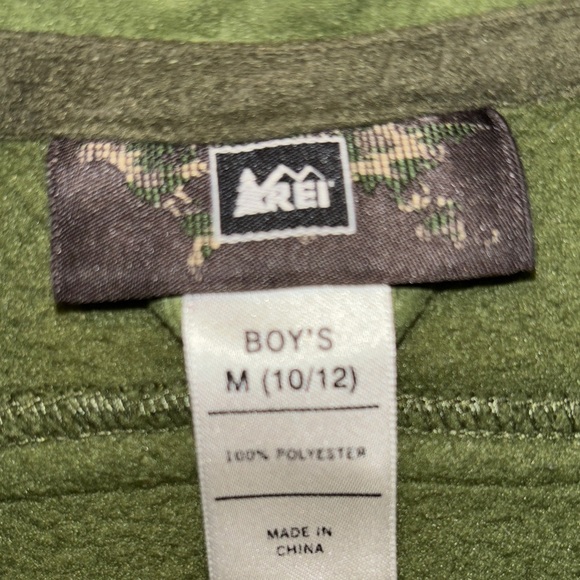 REI
BOY'S
M (10/12)
100% POLYESTER
MADE IN
CHINA